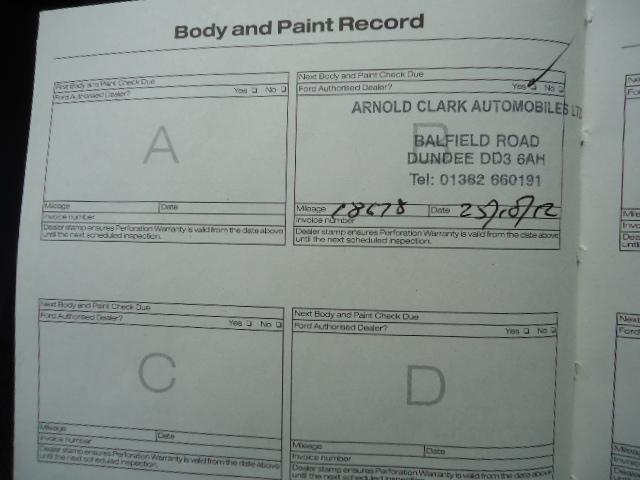 Body and Paint Record
First Body and Paint Check Due
Ford Authorised Dealer? Yes No
A
Mileage Date
Invoice number
Dealer stamp ensures Perforation Warranty is valid from the date above
until the next scheduled inspection.
Next Body and Paint Check Due
Ford Authorised Dealer? Yes No
B
ARNOLD CLARK AUTOMOBILES LTD
BALFIELD ROAD
DUNDEE DD3 6AH
Tel: 01382 660191
Mileage 18678 Date 25/10/12
Invoice number
Dealer stamp ensures Perforation Warranty is valid from the date above
until the next scheduled inspection.
Next Body and Paint Check Due
Ford Authorised Dealer? Yes No
C
Mileage Date
Invoice number
Dealer stamp ensures Perforation Warranty is valid from the date above
until the next scheduled inspection.
Next Body and Paint Check Due
Ford Authorised Dealer? Yes No
D
Mileage Date
Invoice number
Dealer stamp ensures Perforation Warranty is valid from the date above
until the next scheduled inspection.